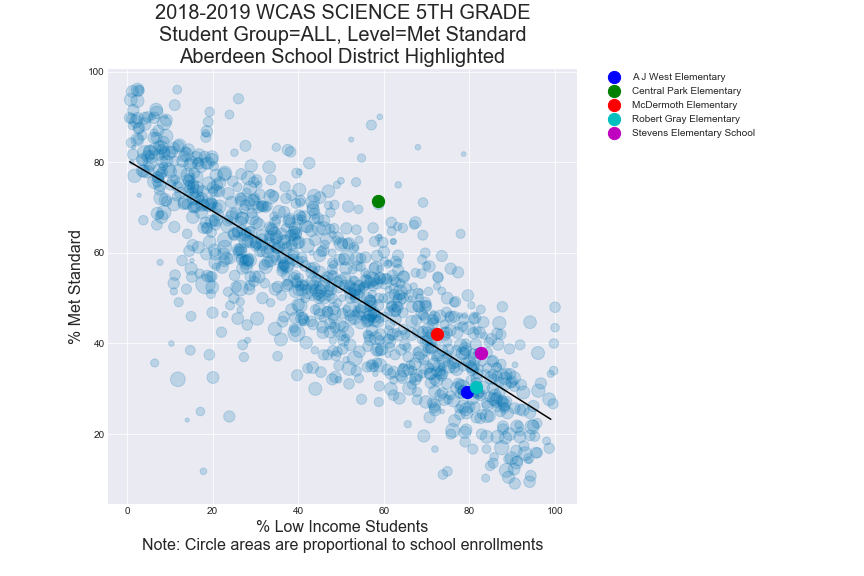 2018-2019 WCAS SCIENCE 5TH GRADE
Student Group=ALL, Level=Met Standard
Aberdeen School District Highlighted
100
80
60
40
20
% Met Standard
0
20
40
60
80
100
% Low Income Students
Note: Circle areas are proportional to school enrollments
A J West Elementary
Central Park Elementary
McDermoth Elementary
Robert Gray Elementary
Stevens Elementary School